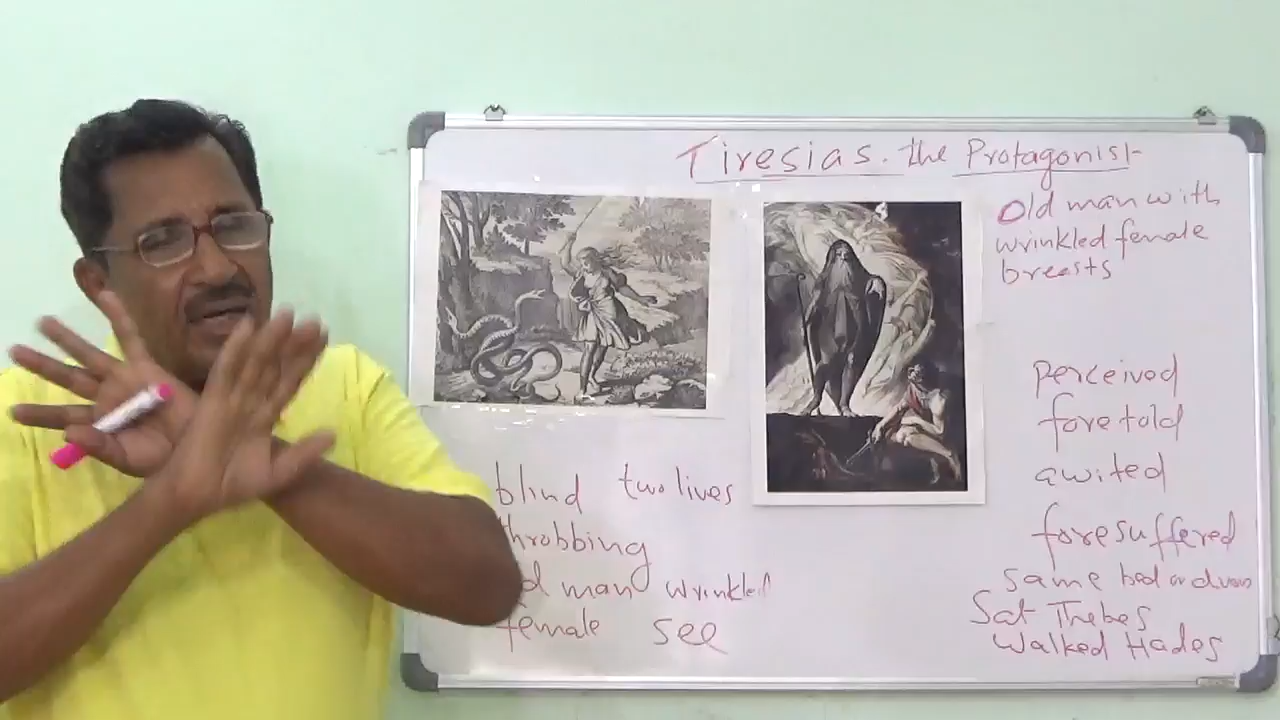 Tiresias. the Protagonist
Old man with
wrinkled female
breasts
perceived
foretold
awited
foresuffered
same bed or divan
Sat Thebes
Walked Hades
blind two lives
throbbing
man wrinkled
female see